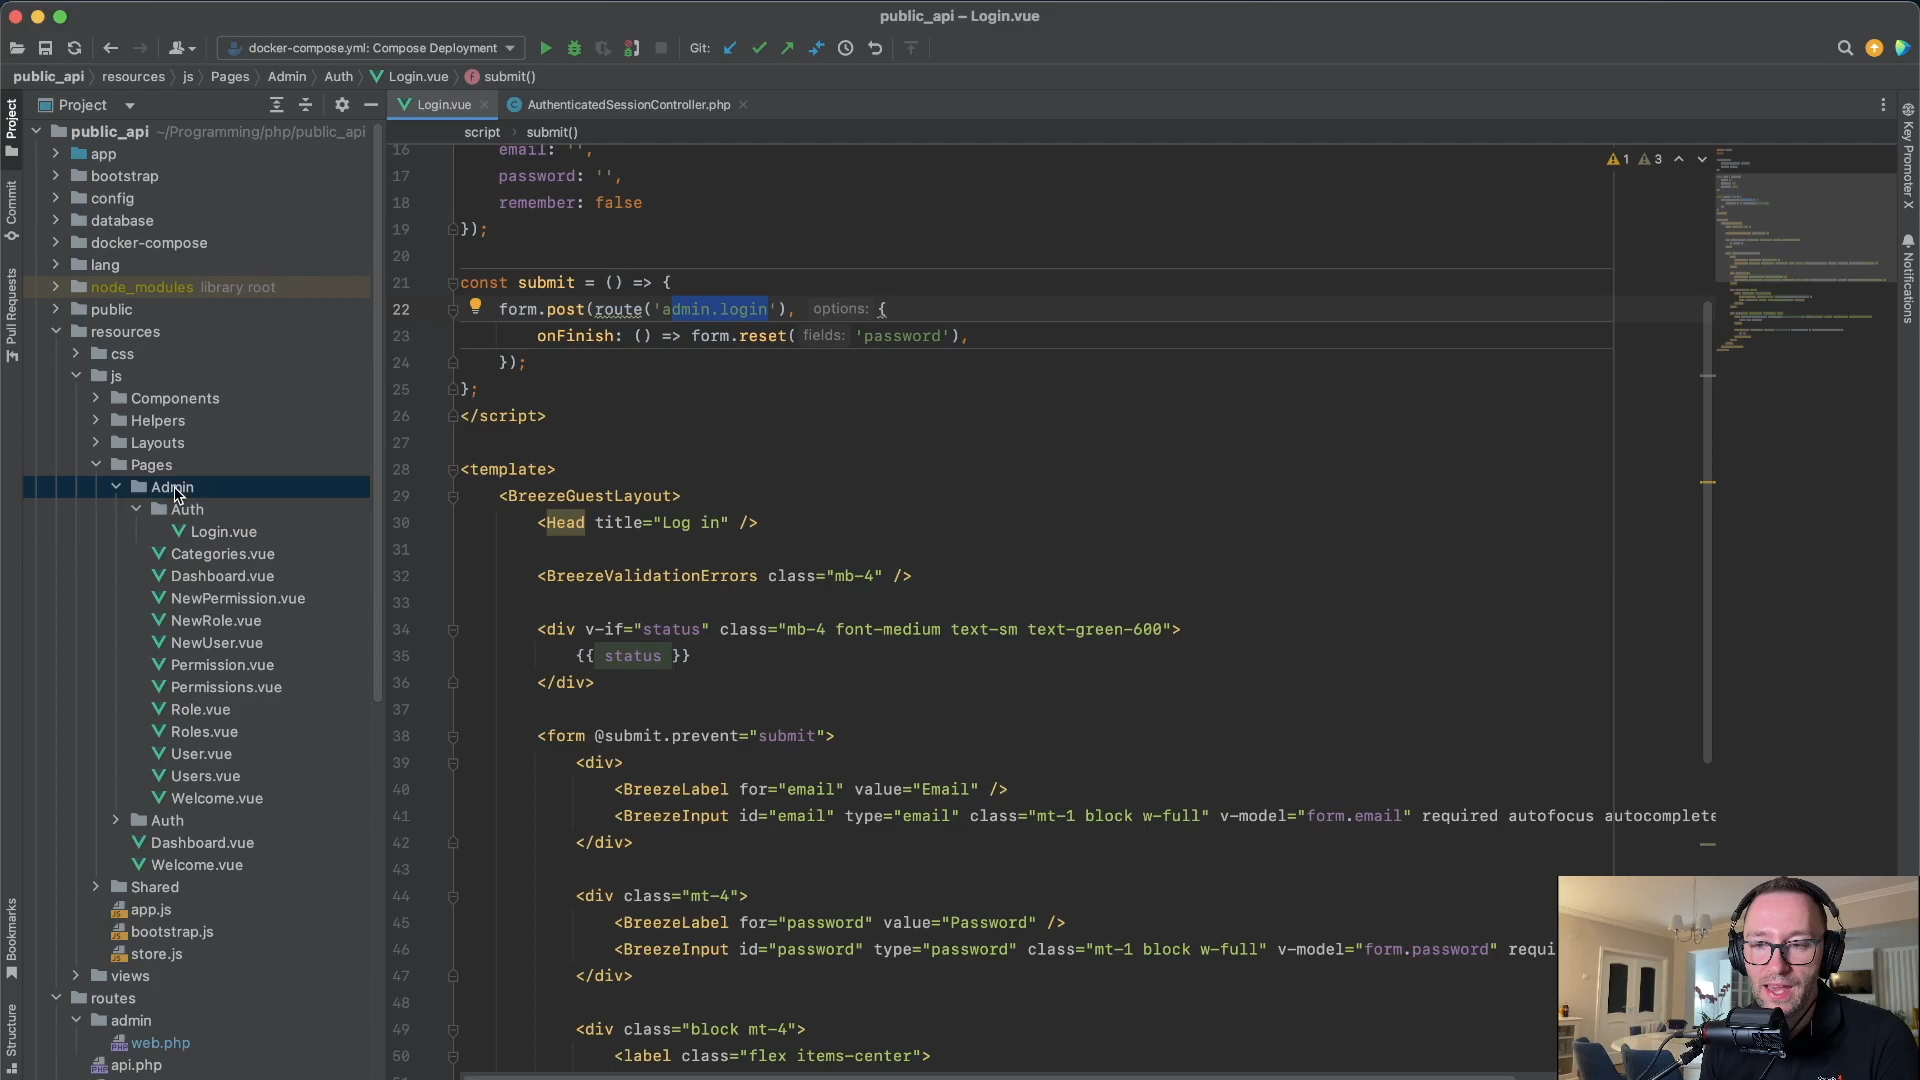 public_api – Login.vue
docker-compose.yml: Compose Deployment
Git:
public_api
resources
js
Pages
Admin
Auth
Login.vue
submit()
Project
Login.vue
AuthenticatedSessionController.php
script
submit()
Project
Commit
Pull Requests
Bookmarks
Structure
Key Promoter X
Notifications
public_api ~/Programming/php/public_api
app
bootstrap
config
database
docker-compose
lang
node_modules library root
public
resources
css
js
Components
Helpers
Layouts
Pages
Admin
Auth
Login.vue
Categories.vue
Dashboard.vue
NewPermission.vue
NewRole.vue
NewUser.vue
Permission.vue
Permissions.vue
Role.vue
Roles.vue
User.vue
Users.vue
Welcome.vue
Auth
Dashboard.vue
Welcome.vue
Shared
app.js
bootstrap.js
store.js
views
routes
admin
web.php
api.php
1 3
16 email: '',
17 password: '',
18 remember: false
19 });
20
21 const submit = () => {
22 form.post(route('admin.login'), options: {
23 onFinish: () => form.reset( fields: 'password'),
24 });
25 };
26 </script>
27
28 <template>
29 <BreezeGuestLayout>
30 <Head title="Log in" />
31
32 <BreezeValidationErrors class="mb-4" />
33
34 <div v-if="status" class="mb-4 font-medium text-sm text-green-600">
35 {{ status }}
36 </div>
37
38 <form @submit.prevent="submit">
39 <div>
40 <BreezeLabel for="email" value="Email" />
41 <BreezeInput id="email" type="email" class="mt-1 block w-full" v-model="form.email" required autofocus autocomplete
42 </div>
43
44 <div class="mt-4">
45 <BreezeLabel for="password" value="Password" />
46 <BreezeInput id="password" type="password" class="mt-1 block w-full" v-model="form.password" requi
47 </div>
48
49 <div class="block mt-4">
50 <label class="flex items-center">